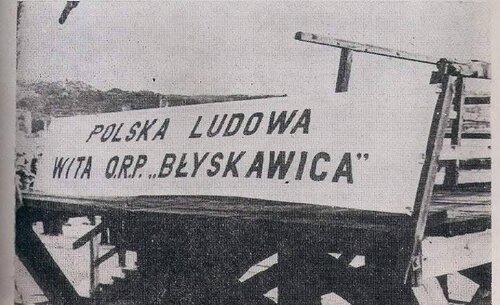 POLSKA LUDOWA
WITA O.R.P. „BŁYSKAWICA”